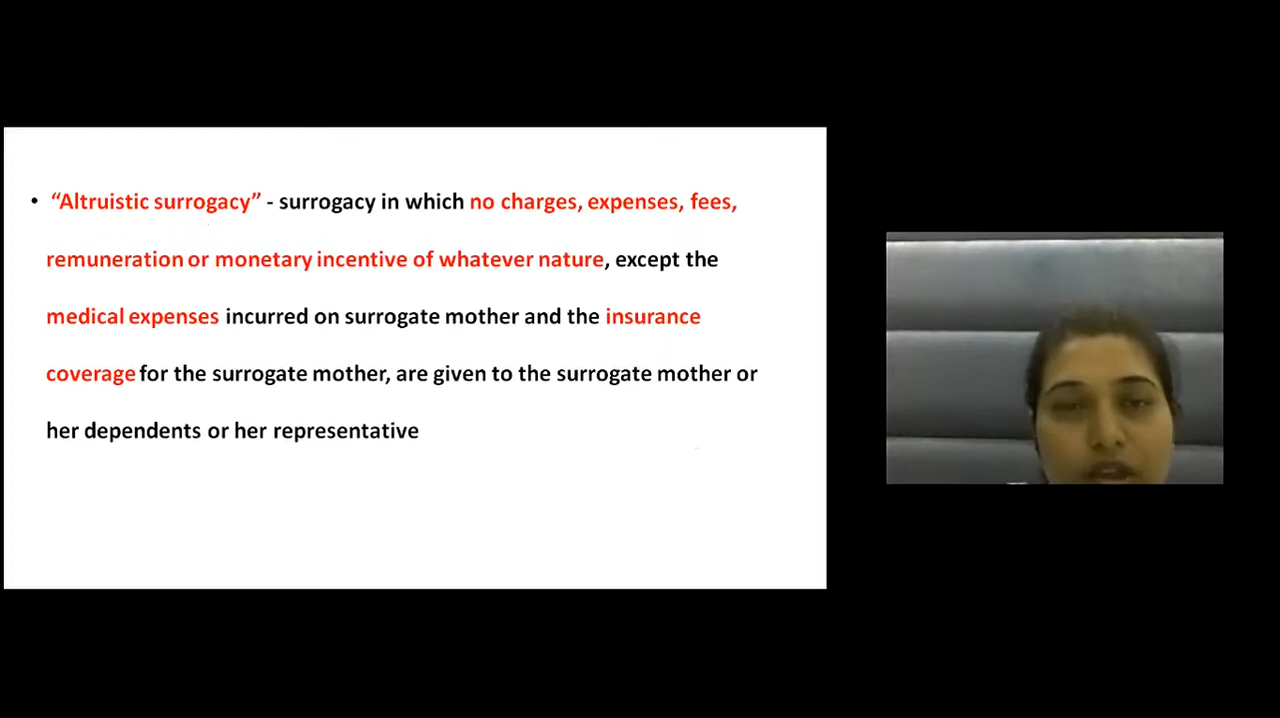 • “Altruistic surrogacy” - surrogacy in which no charges, expenses, fees,
remuneration or monetary incentive of whatever nature, except the
medical expenses incurred on surrogate mother and the insurance
coverage for the surrogate mother, are given to the surrogate mother or
her dependents or her representative